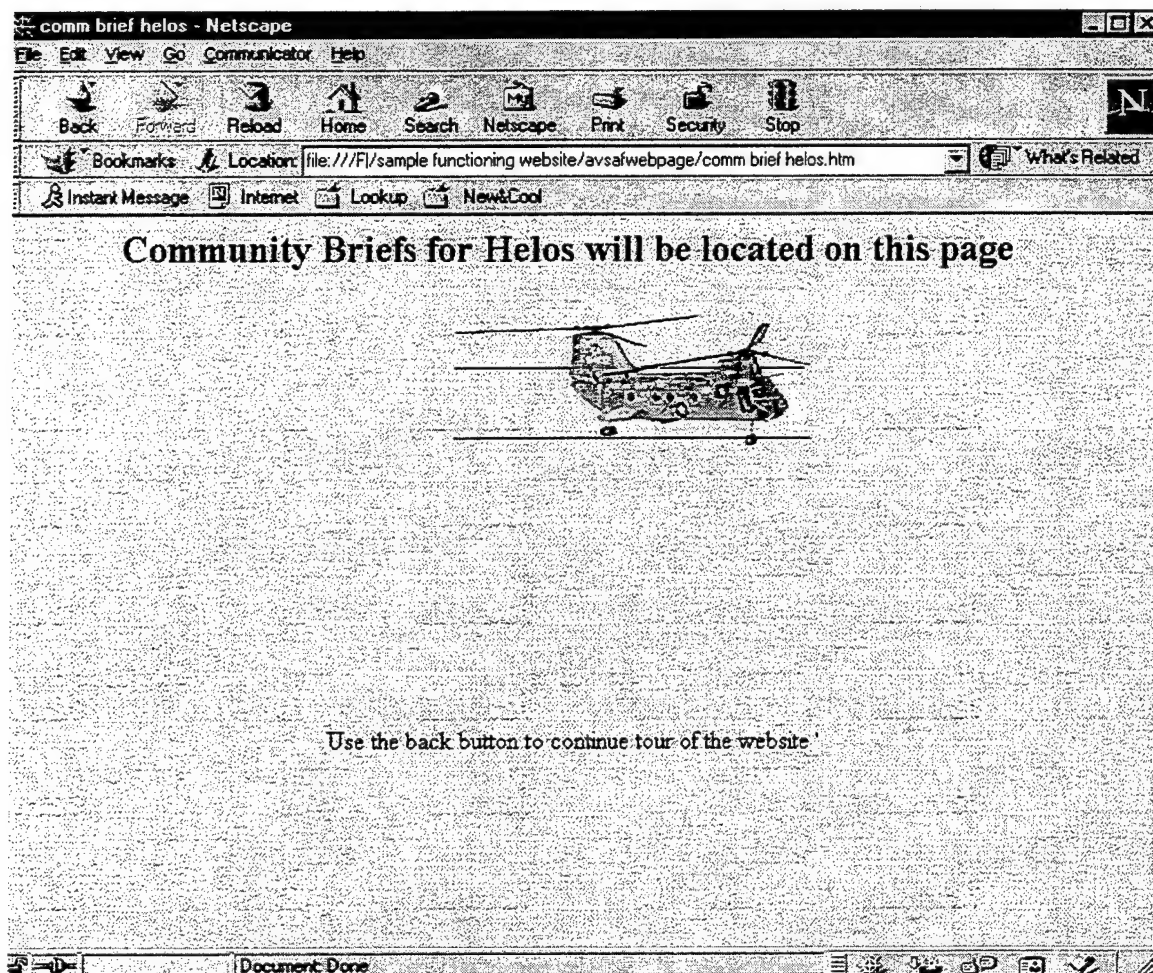 comm brief helos - Netscape
File Edit View Go Communicator Help
My
N
Back Forward Reload Home Search Netscape Print Security Stop
Bookmarks Location: file:///F|/sample functioning website/avsafwebpage/comm brief helos.htm What's Related
Instant Message Internet Lookup New&Cool
Community Briefs for Helos will be located on this page
Use the back button to continue tour of the website
Document: Done